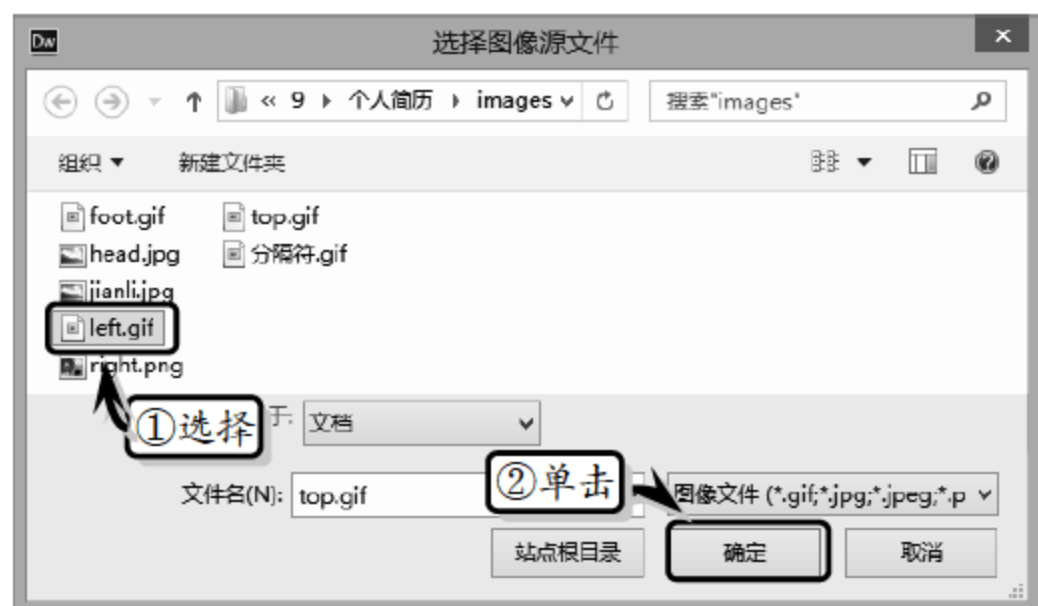 Dw 选择图像源文件 ×
« 9 个人简历 images 搜索"images"
组织 新建文件夹
foot.gif top.gif
head.jpg 分隔符.gif
jianli.jpg
left.gif
right.png
①选择 于: 文档
文件名(N): top.gif ②单击 图像文件 (*.gif;*.jpg;*.jpeg;*.p
站点根目录 确定 取消